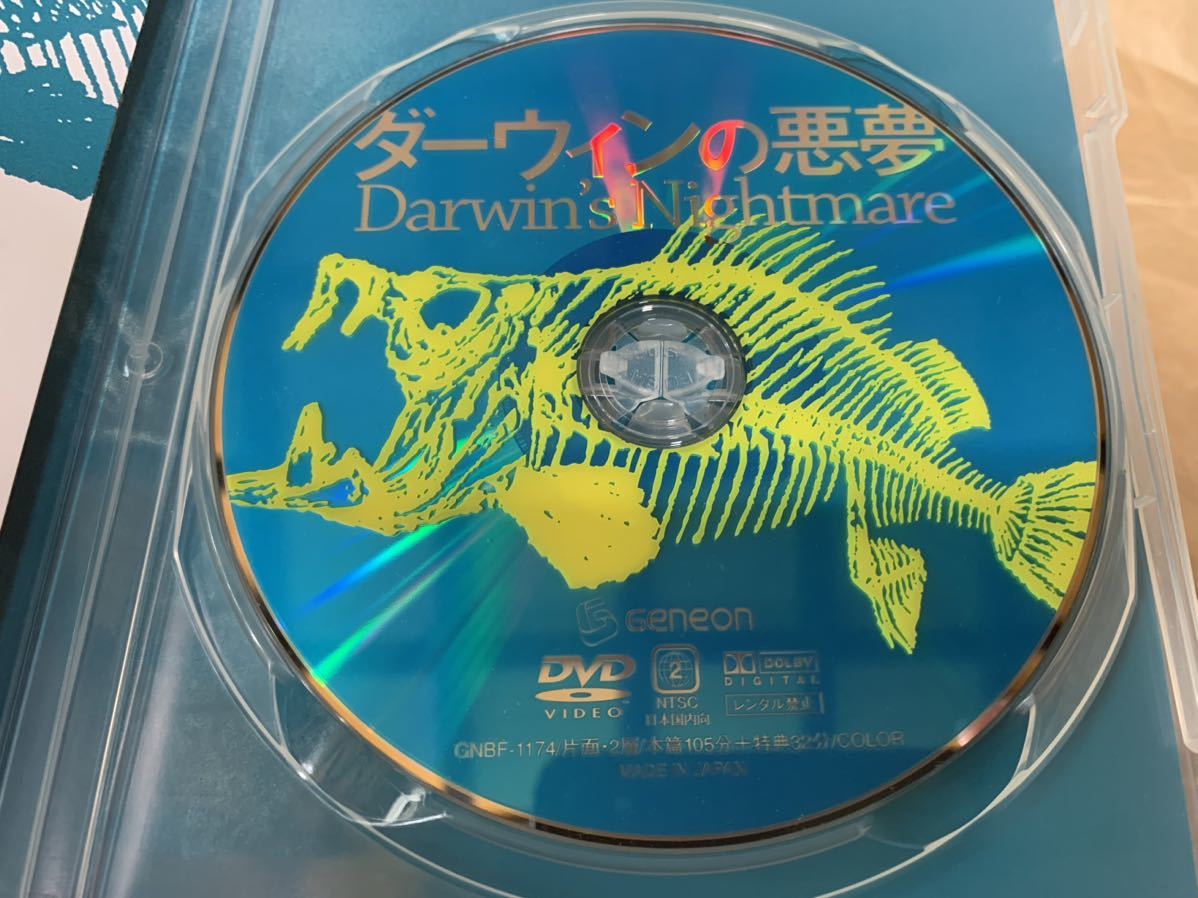 ダーウィンの悪夢
Darwin's Nightmare
Geneon
DVD VIDEO
2
NTSC
日本国内向
DOLBY DIGITAL
レンタル禁止
GNBF-1174/片面・2層/本篇105分+特典32分/COLOR
MADE IN JAPAN